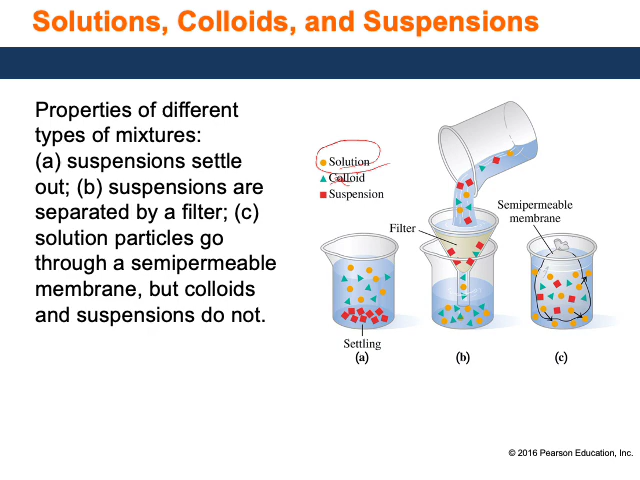 Solutions, Colloids, and Suspensions
Properties of different
types of mixtures:
(a) suspensions settle
out; (b) suspensions are
separated by a filter; (c)
solution particles go
through a semipermeable
membrane, but colloids
and suspensions do not.
Solution
Colloid
Suspension
Filter
Semipermeable
membrane
Settling
(a)
(b)
(c)
© 2016 Pearson Education, Inc.